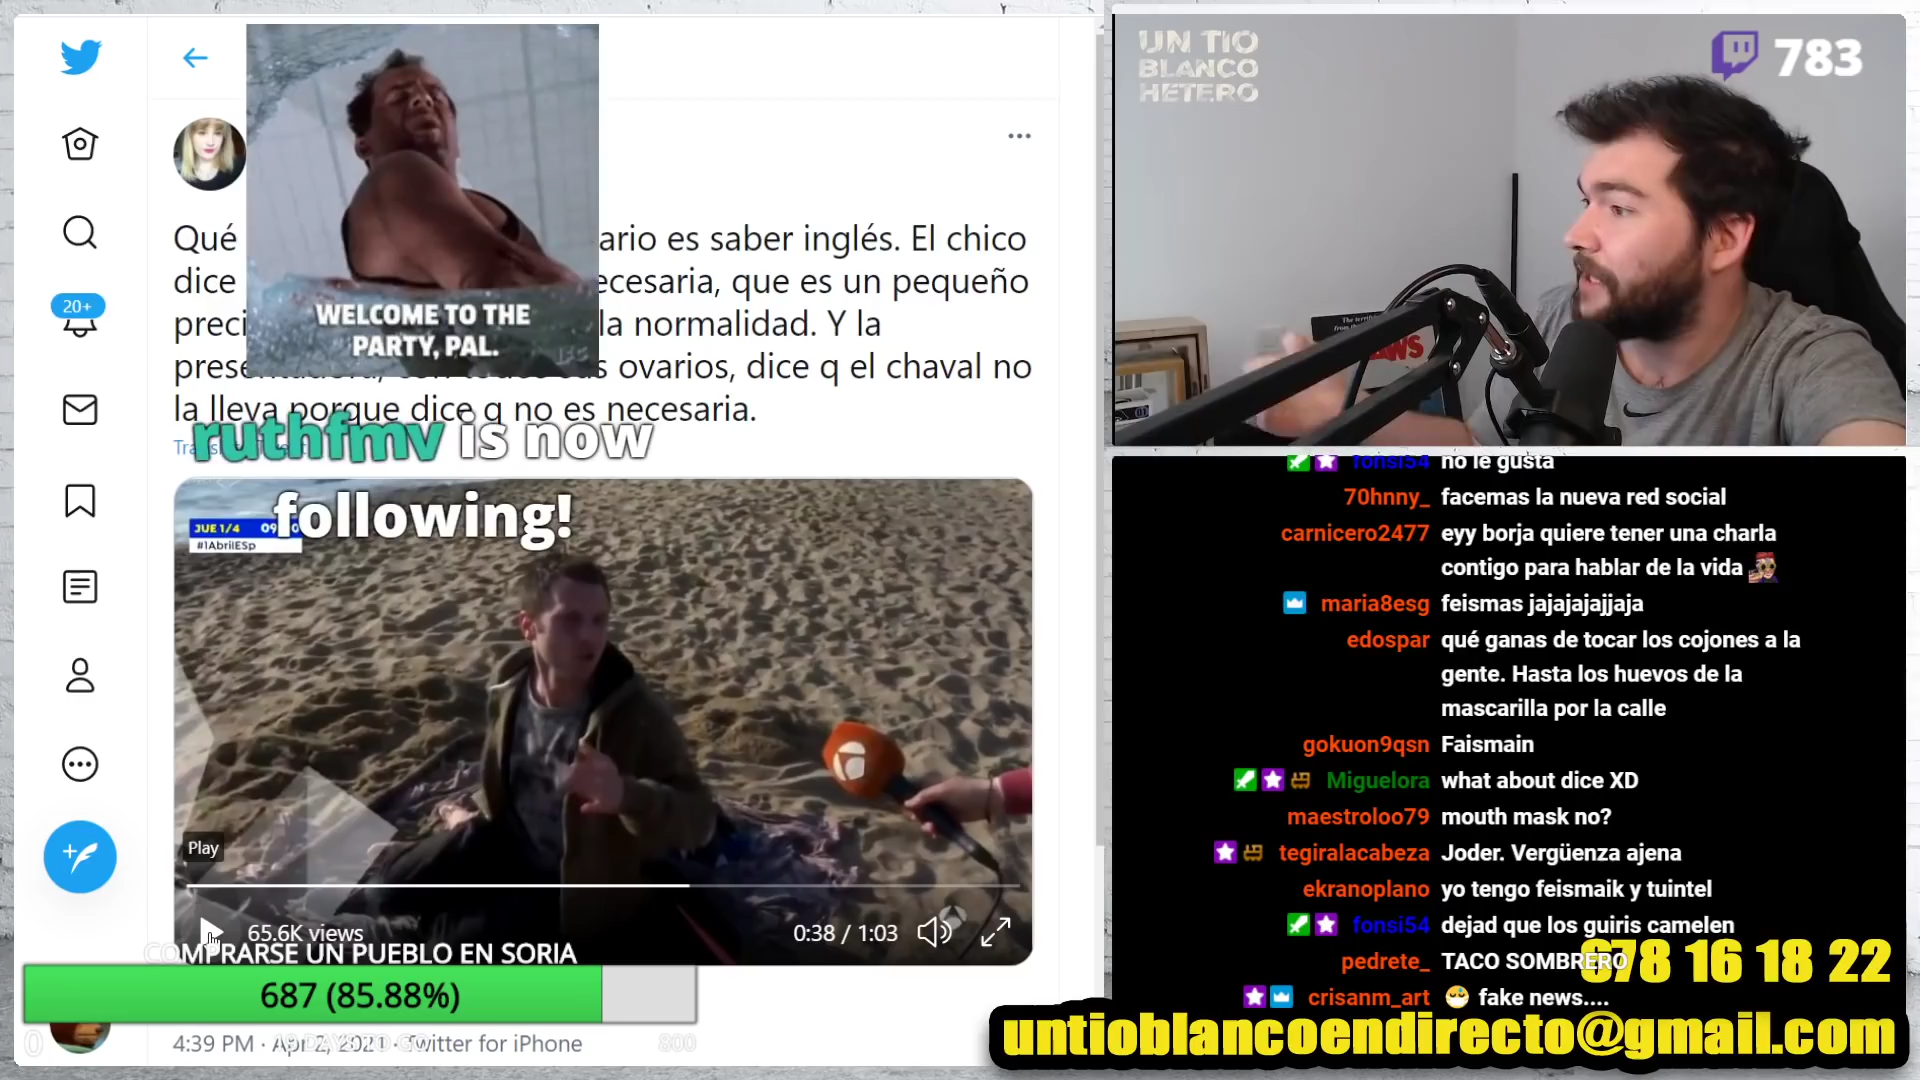 UN TIO
BLANCO
HETERO
783
20+
WELCOME TO THE
PARTY, PAL.
IFC
Qué
ario es saber inglés. El chico
dice
ecesaria, que es un pequeño
preci
la normalidad. Y la
ovarios, dice q el chaval no
la lleva porque dice q no es necesaria.
ruthfmv is now
following!
JUE 1/4
#1AbrilESp
Play
65.6K views
0:38 / 1:03
COMPRARSE UN PUEBLO EN SORIA
687 (85.88%)
0
800
4:39 PM · Apr 2, 2021 · Twitter for iPhone
fonsi54 no le gusta
70hnny_ facemas la nueva red social
carnicero2477 eyy borja quiere tener una charla
contigo para hablar de la vida
maria8esg feismas jajajajajjaja
edospar qué ganas de tocar los cojones a la
gente. Hasta los huevos de la
mascarilla por la calle
gokuon9qsn Faismain
Miguelora what about dice XD
maestroloo79 mouth mask no?
tegiralacabeza Joder. Vergüenza ajena
ekranoplano yo tengo feismaik y tuintel
fonsi54 dejad que los guiris camelen
pedrete_ TACO SOMBRERO
678 16 18 22
crisanm_art fake news....
untioblancoendirecto@gmail.com